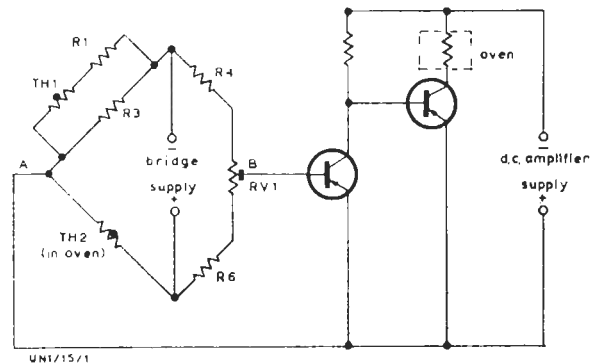 R1
TH1
R3
R4
oven
A
−
bridge
supply
+
B
RV1
−
d.c. amplifier
supply
+
TH2
(in oven)
R6
UN1/15/1